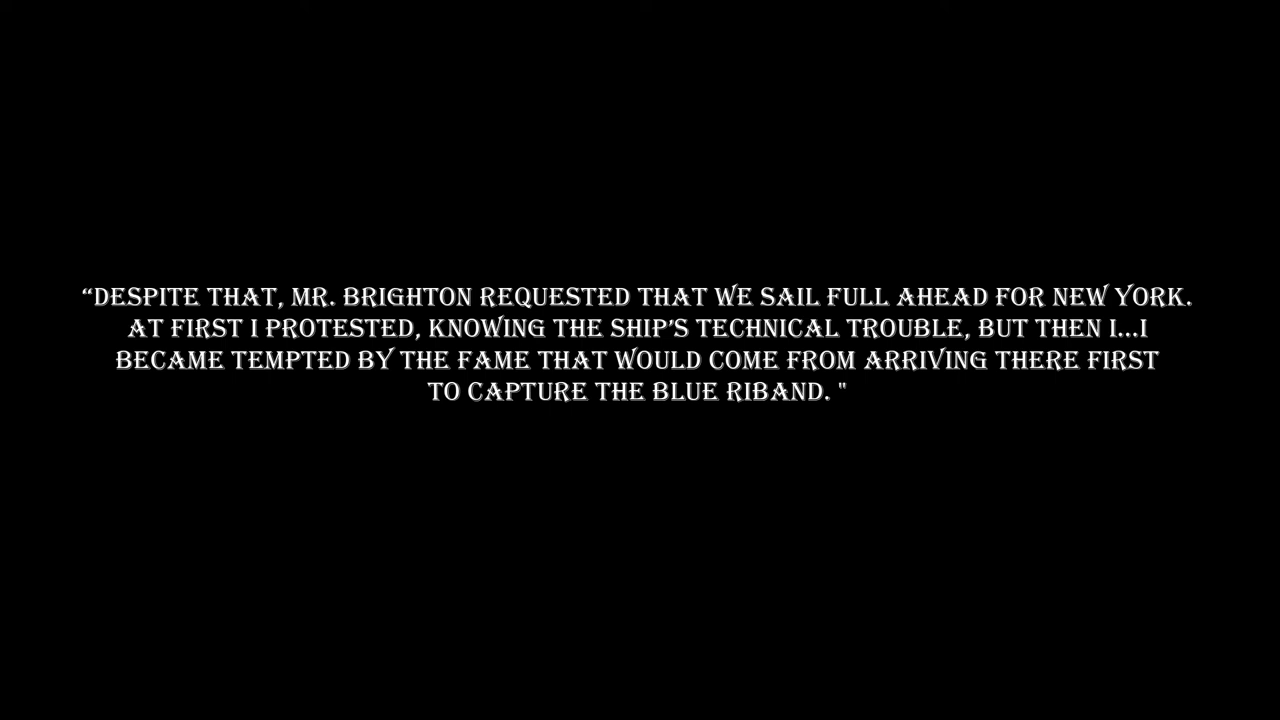 “DESPITE THAT, MR. BRIGHTON REQUESTED THAT WE SAIL FULL AHEAD FOR NEW YORK.
AT FIRST I PROTESTED, KNOWING THE SHIP’S TECHNICAL TROUBLE, BUT THEN I...I
BECAME TEMPTED BY THE FAME THAT WOULD COME FROM ARRIVING THERE FIRST
TO CAPTURE THE BLUE RIBAND. "